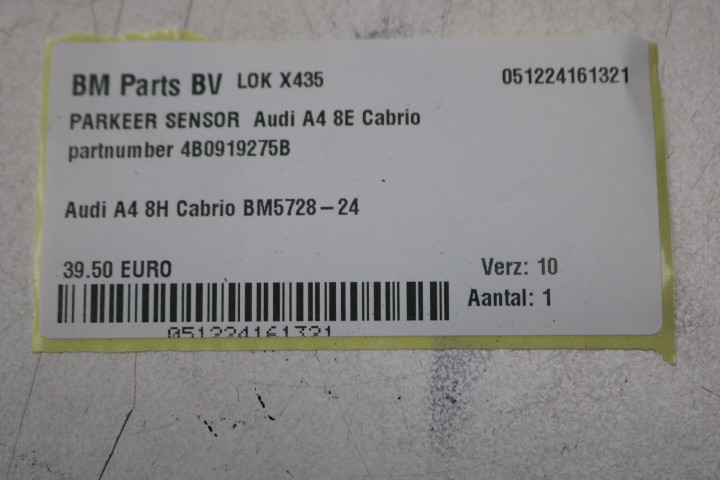 BM Parts BV LOK X435 051224161321
PARKEER SENSOR Audi A4 8E Cabrio
partnumber 4B0919275B
Audi A4 8H Cabrio BM5728-24
39.50 EURO Verz: 10
Aantal: 1
051224161321